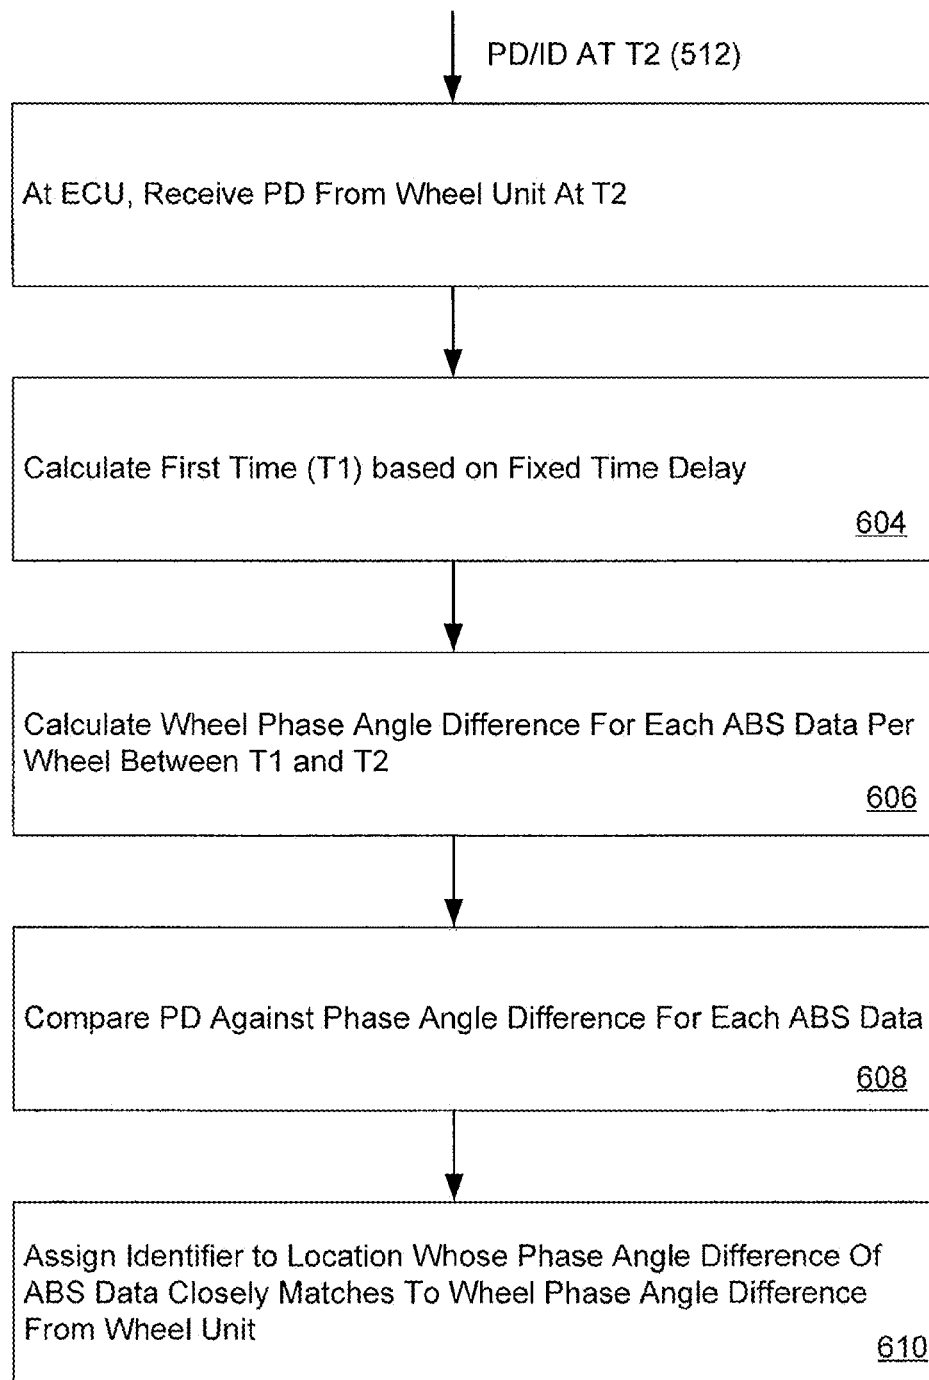 PD/ID AT T2 (512)
At ECU, Receive PD From Wheel Unit At T2
Calculate First Time (T1) based on Fixed Time Delay
604
Calculate Wheel Phase Angle Difference For Each ABS Data Per
Wheel Between T1 and T2
606
Compare PD Against Phase Angle Difference For Each ABS Data
608
Assign Identifier to Location Whose Phase Angle Difference Of
ABS Data Closely Matches To Wheel Phase Angle Difference
From Wheel Unit
610